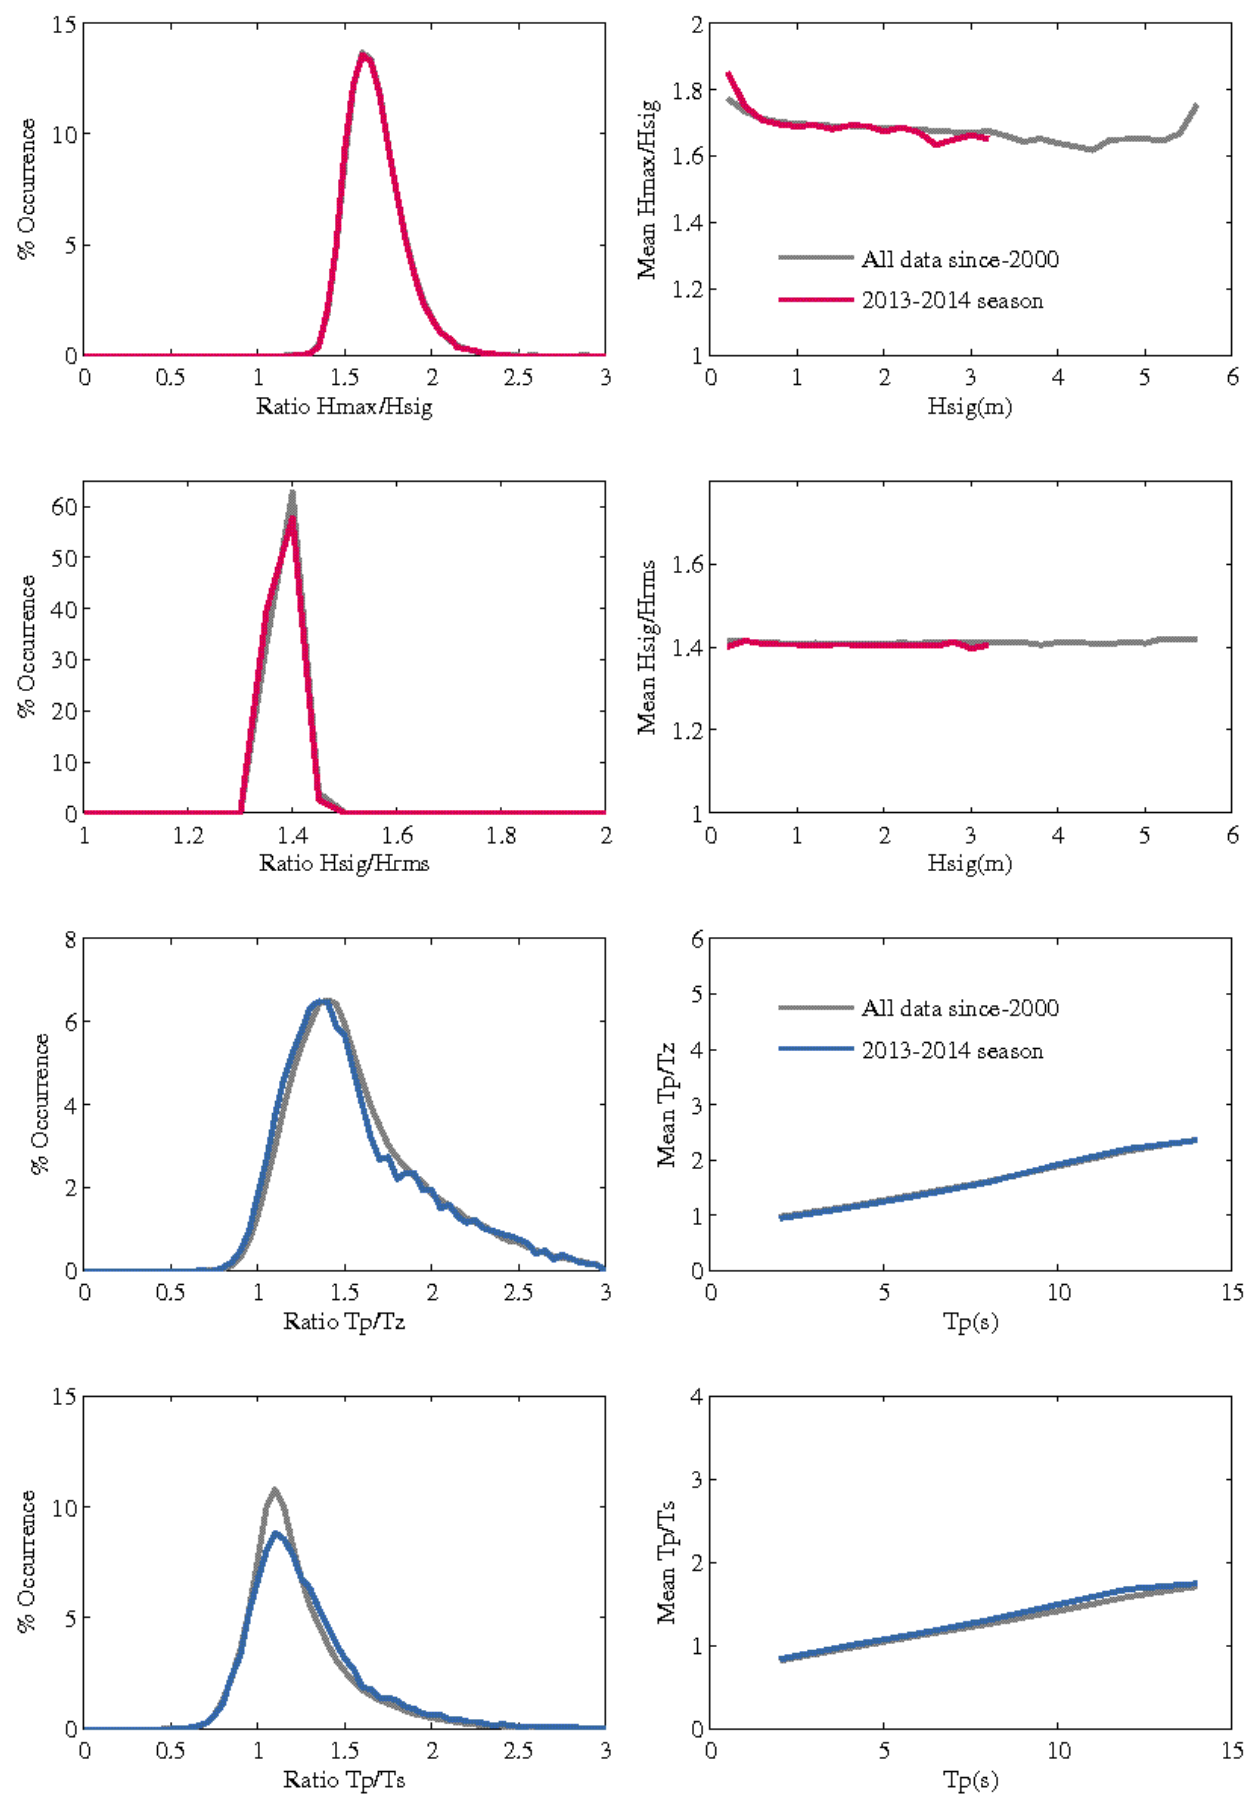 15
10
5
0
% Occurrence
0 0.5 1 1.5 2 2.5 3
Ratio Hmax/Hsig
2
1.8
1.6
1.4
1.2
1
Mean Hmax/Hsig
All data since-2000
2013-2014 season
0 1 2 3 4 5 6
Hsig(m)
60
50
40
30
20
10
0
% Occurrence
1 1.2 1.4 1.6 1.8 2
Ratio Hsig/Hrms
1.6
1.4
1.2
1
Mean Hsig/Hrms
0 1 2 3 4 5 6
Hsig(m)
8
6
4
2
0
% Occurrence
0 0.5 1 1.5 2 2.5 3
Ratio Tp/Tz
6
5
4
3
2
1
0
Mean Tp/Tz
All data since-2000
2013-2014 season
0 5 10 15
Tp(s)
15
10
5
0
% Occurrence
0 0.5 1 1.5 2 2.5 3
Ratio Tp/Ts
4
3
2
1
0
Mean Tp/Ts
0 5 10 15
Tp(s)